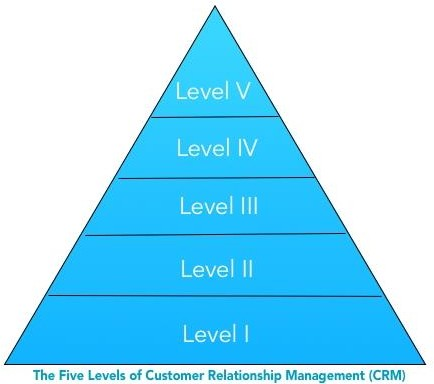 Level V
Level IV
Level III
Level II
Level I
The Five Levels of Customer Relationship Management (CRM)